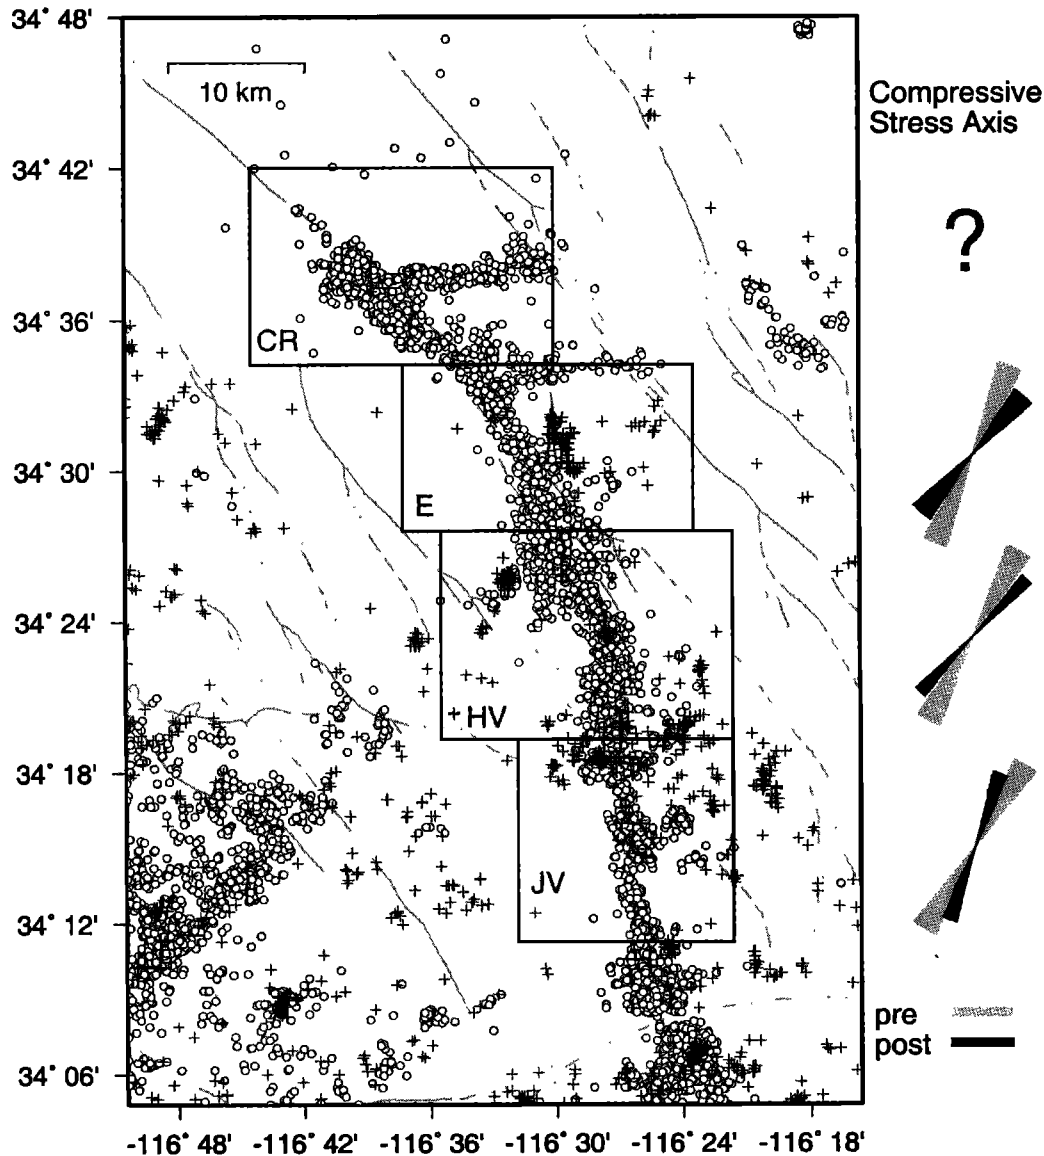 34° 48'
10 km
Compressive
Stress Axis
34° 42'
?
34° 36'
CR
34° 30'
E
34° 24'
HV
34° 18'
JV
34° 12'
pre
post
34° 06'
-116° 48' -116° 42' -116° 36' -116° 30' -116° 24' -116° 18'